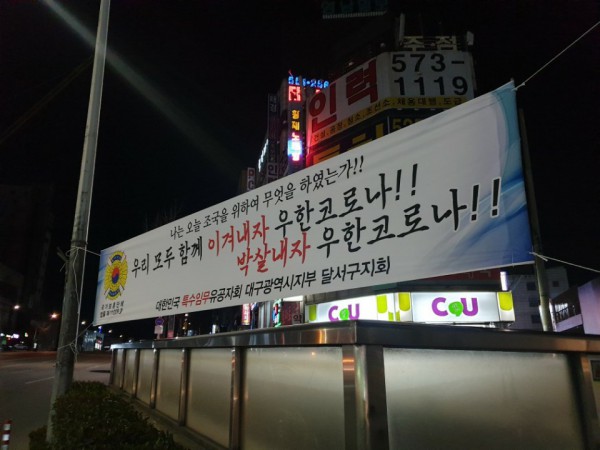 주점
573-
1119
인력
나는 오늘 조국을 위하여 무엇을 하였는가!!
우리 모두 함께 이겨내자 우한코로나!!
박살내자 우한코로나!!
대한민국 특수임무유공자회 대구광역시지부 달서구지회
CU
CU